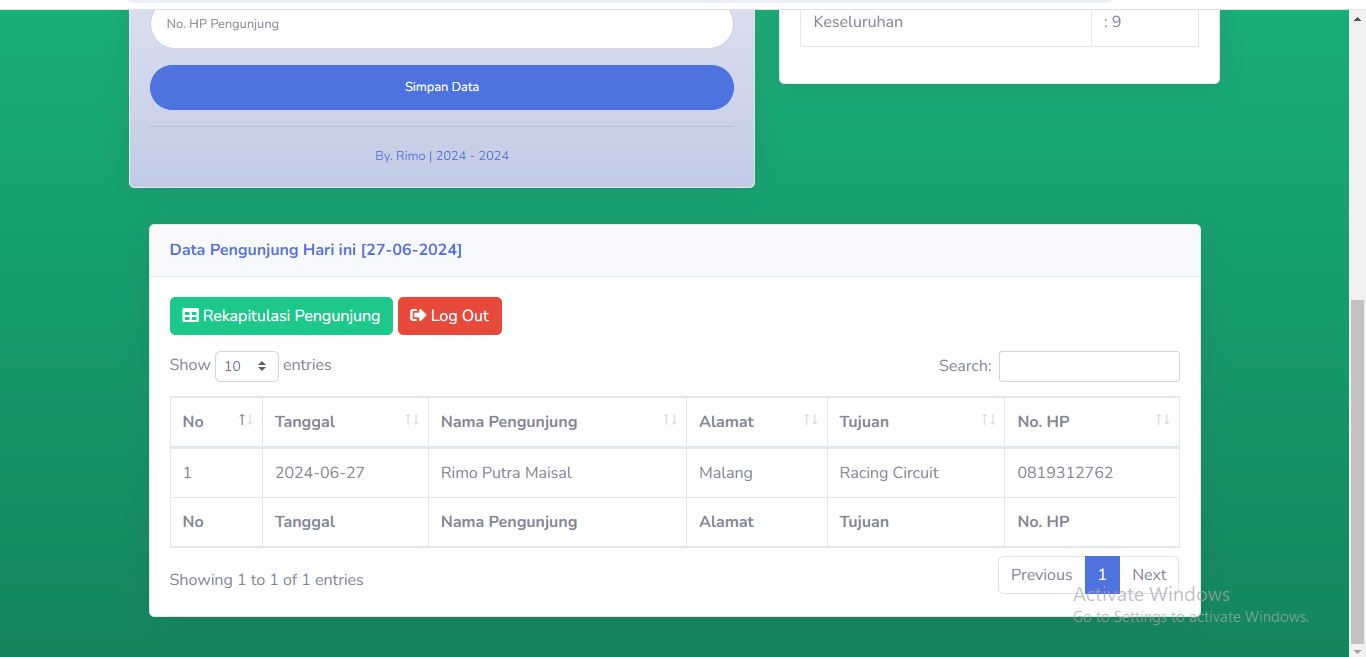 No. HP Pengunjung
Keseluruhan : 9
Simpan Data
By. Rimo | 2024 - 2024
Data Pengunjung Hari ini [27-06-2024]
Rekapitulasi Pengunjung Log Out
Show 10 entries Search:
No Tanggal Nama Pengunjung Alamat Tujuan No. HP
1 2024-06-27 Rimo Putra Maisal Malang Racing Circuit 0819312762
No Tanggal Nama Pengunjung Alamat Tujuan No. HP
Showing 1 to 1 of 1 entries Previous 1 Next
Activate Windows
Go to Settings to activate Windows.